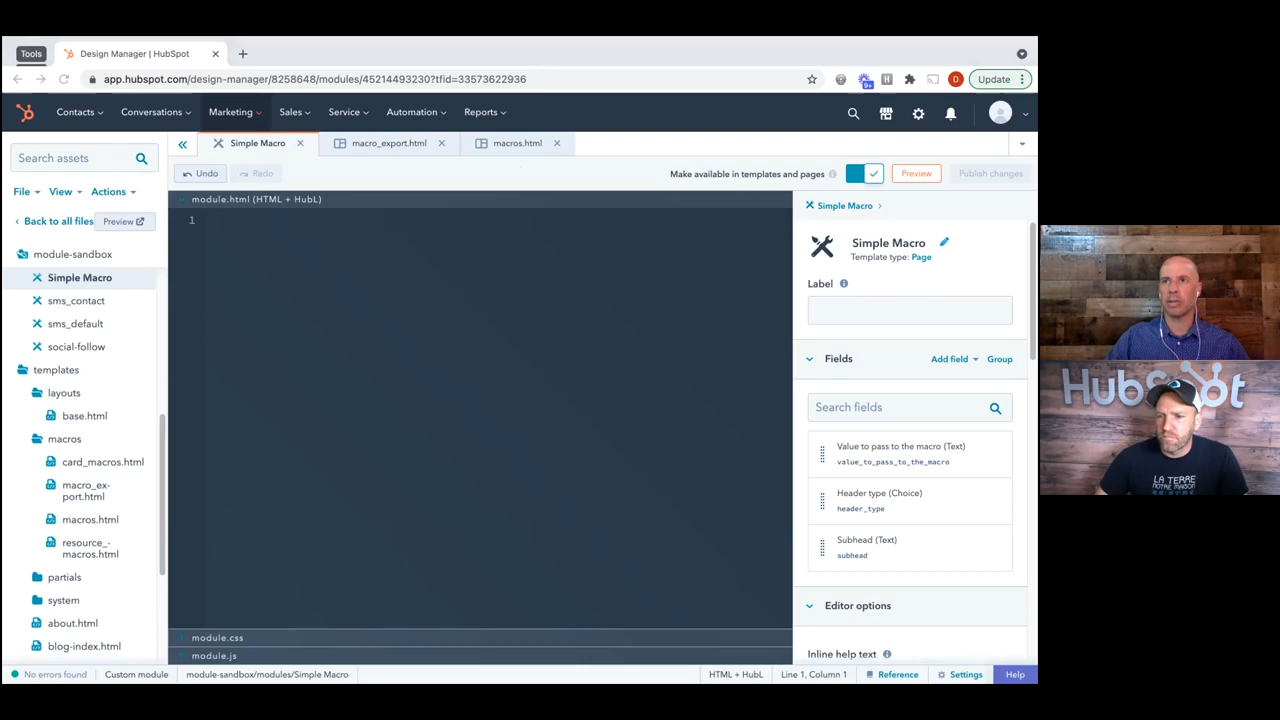 Tools
Design Manager | HubSpot
app.hubspot.com/design-manager/8258648/modules/45214493230?tfid=33573622936
9+
H
D
Update
Contacts
Conversations
Marketing
Sales
Service
Automation
Reports
Search assets
Simple Macro
macro_export.html
macros.html
Undo
Redo
Make available in templates and pages
Preview
Publish changes
File
View
Actions
Back to all files
Preview
module-sandbox
Simple Macro
sms_contact
sms_default
social-follow
templates
layouts
base.html
macros
card_macros.html
macro_ex-
port.html
macros.html
resource_-
macros.html
partials
system
about.html
blog-index.html
module.html (HTML + HubL)
1
module.css
module.js
Simple Macro
Simple Macro
Template type: Page
Label
Fields
Add field
Group
Search fields
Value to pass to the macro (Text)
value_to_pass_to_the_macro
Header type (Choice)
header_type
Subhead (Text)
subhead
Editor options
Inline help text
No errors found
Custom module
module-sandbox/modules/Simple Macro
HTML + HubL
Line 1, Column 1
Reference
Settings
Help
HubSpot
LA TERRE
NOTRE MAISON